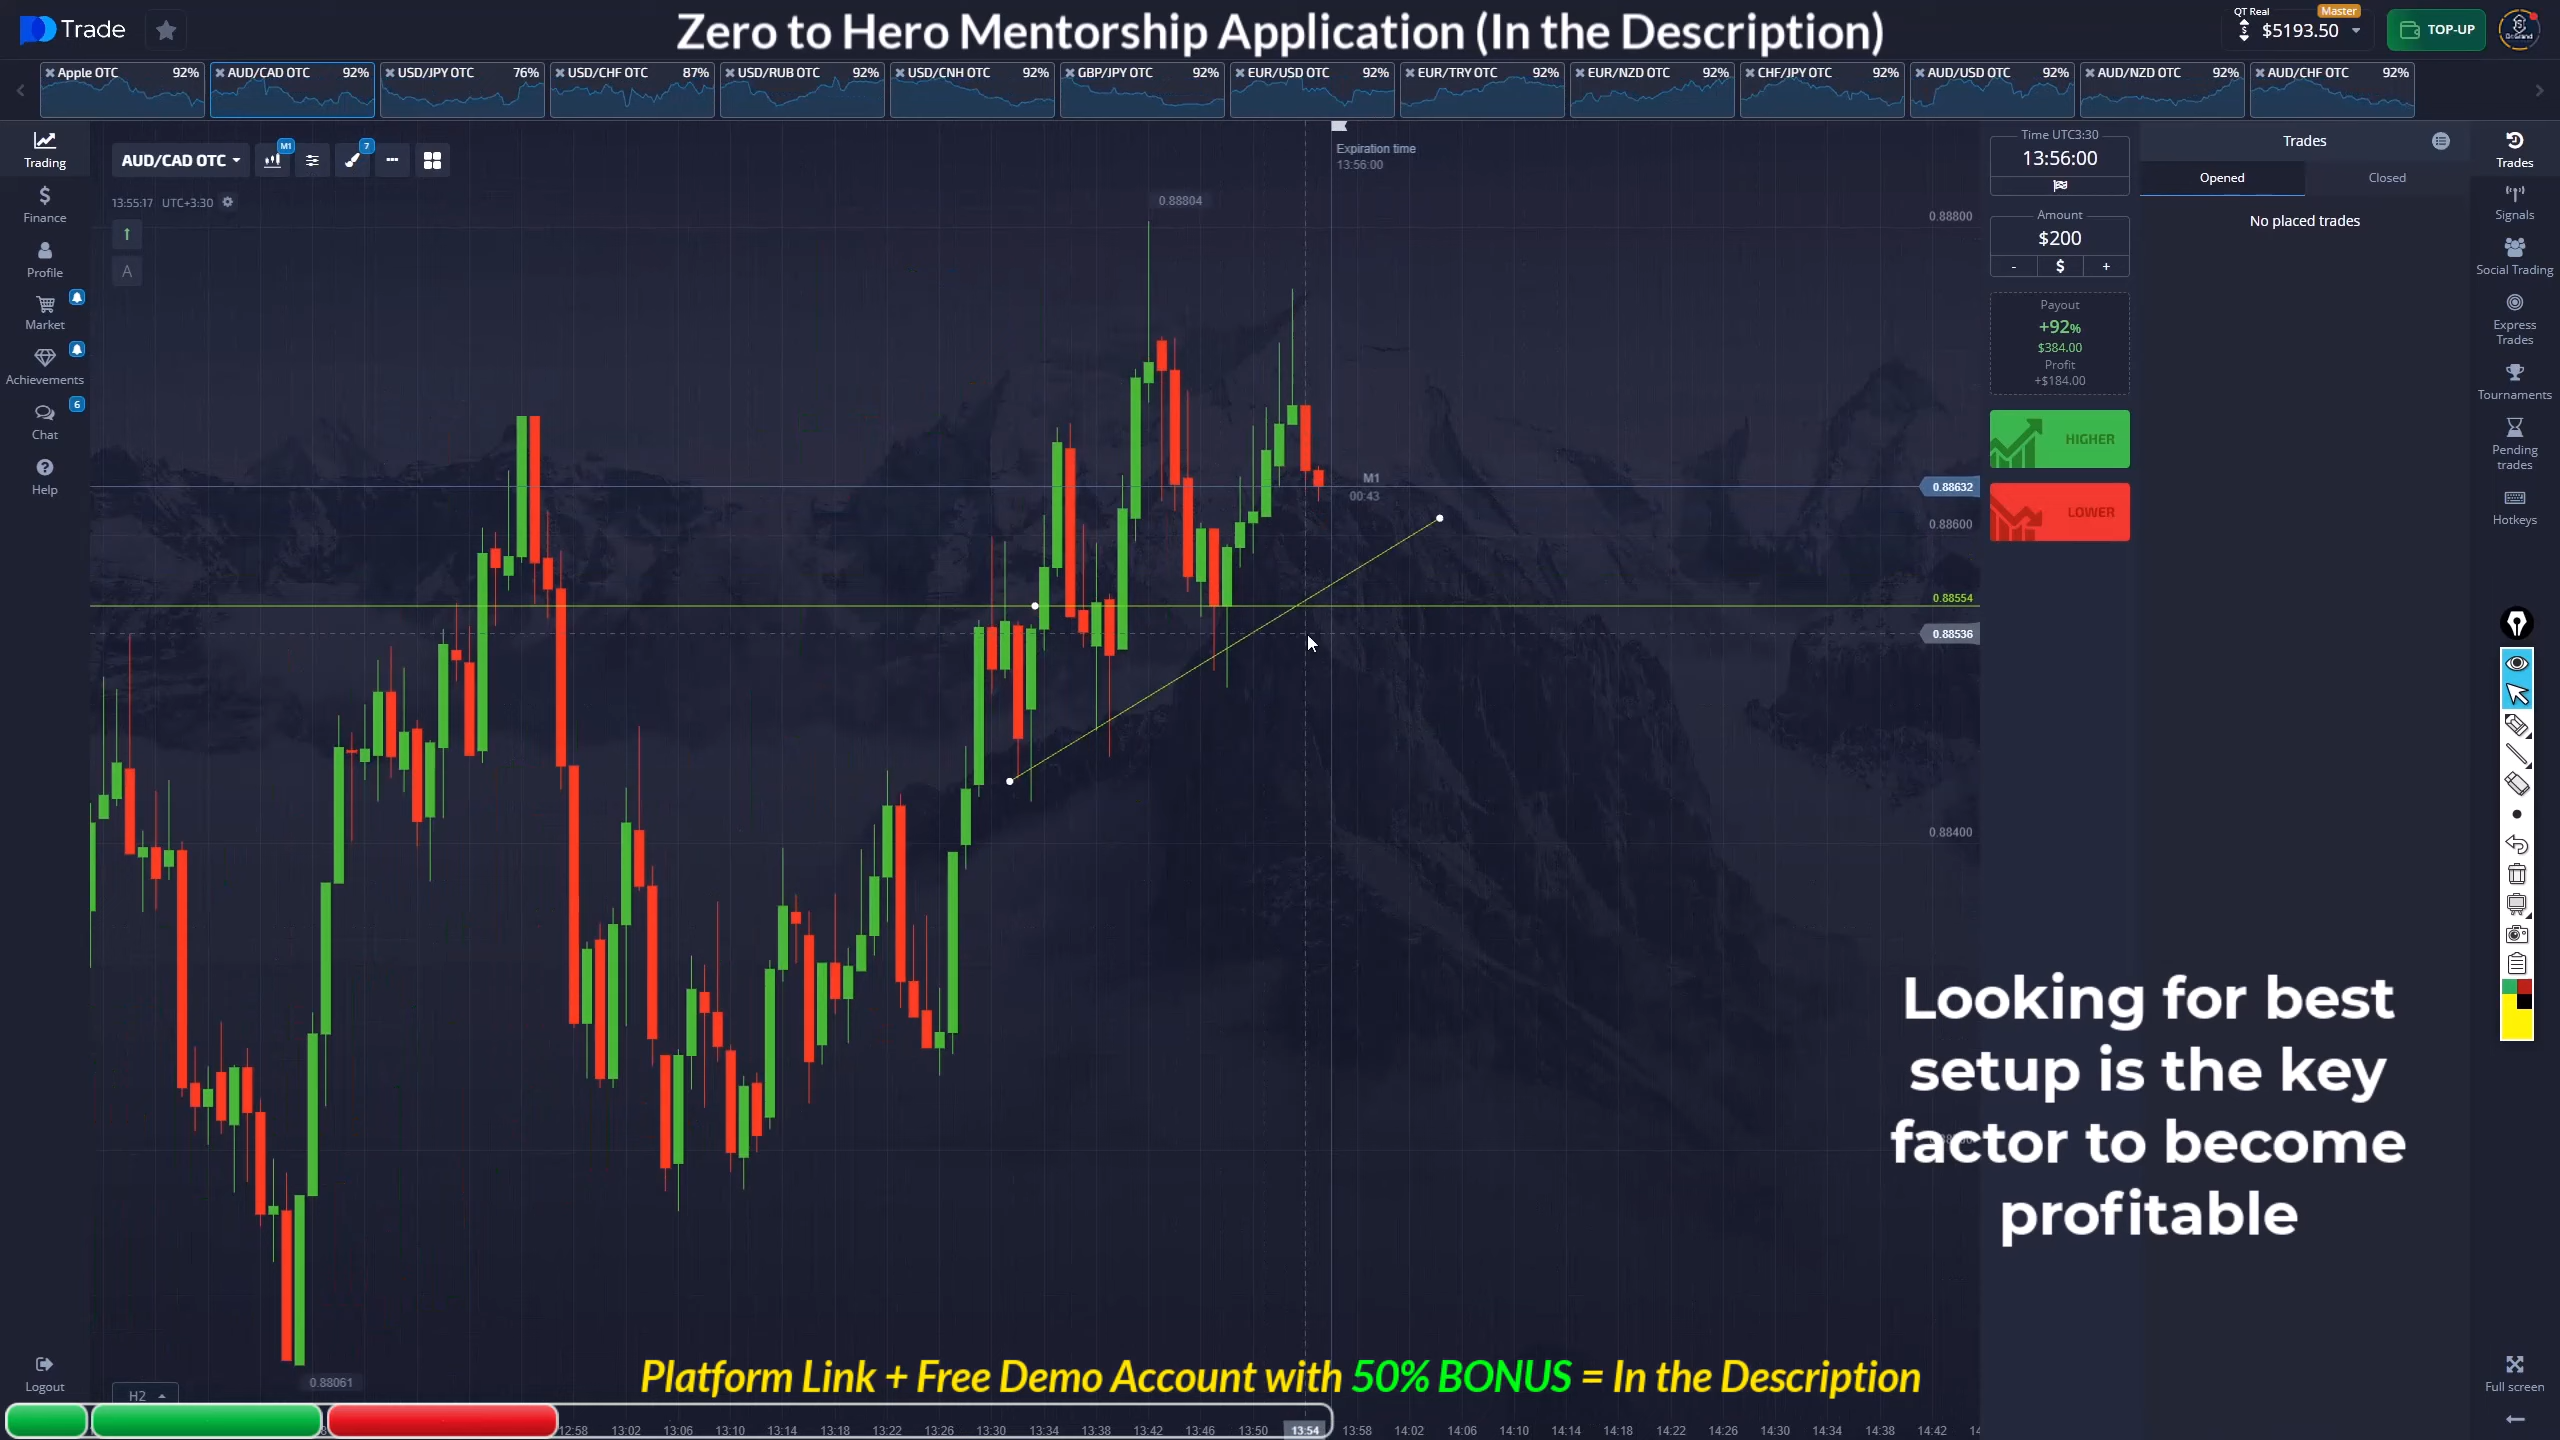 Trade
Zero to Hero Mentorship Application (In the Description)
QT Real
Master
$5193.50
TOP-UP
Apple OTC 92%
AUD/CAD OTC 92%
USD/JPY OTC 76%
USD/CHF OTC 87%
USD/RUB OTC 92%
USD/CNH OTC 92%
GBP/JPY OTC 92%
EUR/USD OTC 92%
EUR/TRY OTC 92%
EUR/NZD OTC 92%
CHF/JPY OTC 92%
AUD/USD OTC 92%
AUD/NZD OTC 92%
AUD/CHF OTC 92%
Trading
Finance
Profile
Market
Achievements
6
Chat
Help
Logout
AUD/CAD OTC
M1
7
13:55:17 UTC+3:30
A
Expiration time
13:56:00
0.88804
0.88800
M1
00:43
0.88632
0.88600
0.88554
0.88536
0.88400
0.88061
H2
Time UTC3:30
13:56:00
Amount
$200
- $ +
Payout
+92%
$384.00
Profit
+$184.00
HIGHER
LOWER
Trades
Opened
Closed
No placed trades
Trades
Signals
Social Trading
Express
Trades
Tournaments
Pending
trades
Hotkeys
Full screen
Looking for best
setup is the key
factor to become
profitable
Platform Link + Free Demo Account with 50% BONUS = In the Description
12:58 13:02 13:06 13:10 13:14 13:18 13:22 13:26 13:30 13:34 13:38 13:42 13:46 13:50 13:54 13:58 14:02 14:06 14:10 14:14 14:18 14:22 14:26 14:30 14:34 14:38 14:42